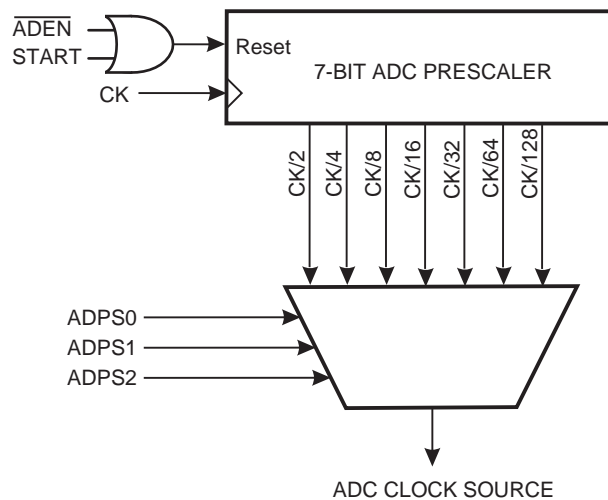 ADEN
START
Reset
7-BIT ADC PRESCALER
CK
CK/2
CK/4
CK/8
CK/16
CK/32
CK/64
CK/128
ADPS0
ADPS1
ADPS2
ADC CLOCK SOURCE